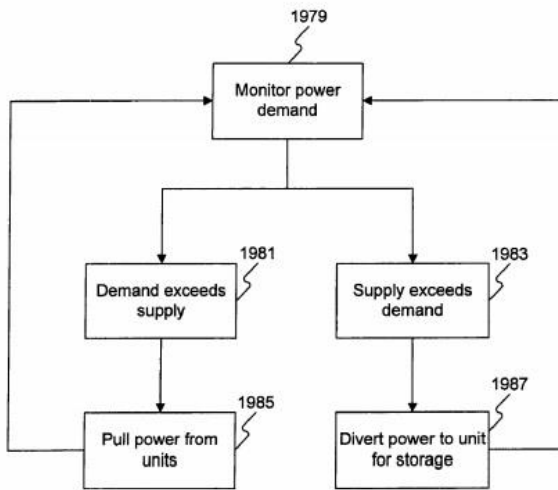 1979
Monitor power
demand
1981
Demand exceeds
supply
1983
Supply exceeds
demand
1985
Pull power from
units
1987
Divert power to unit
for storage